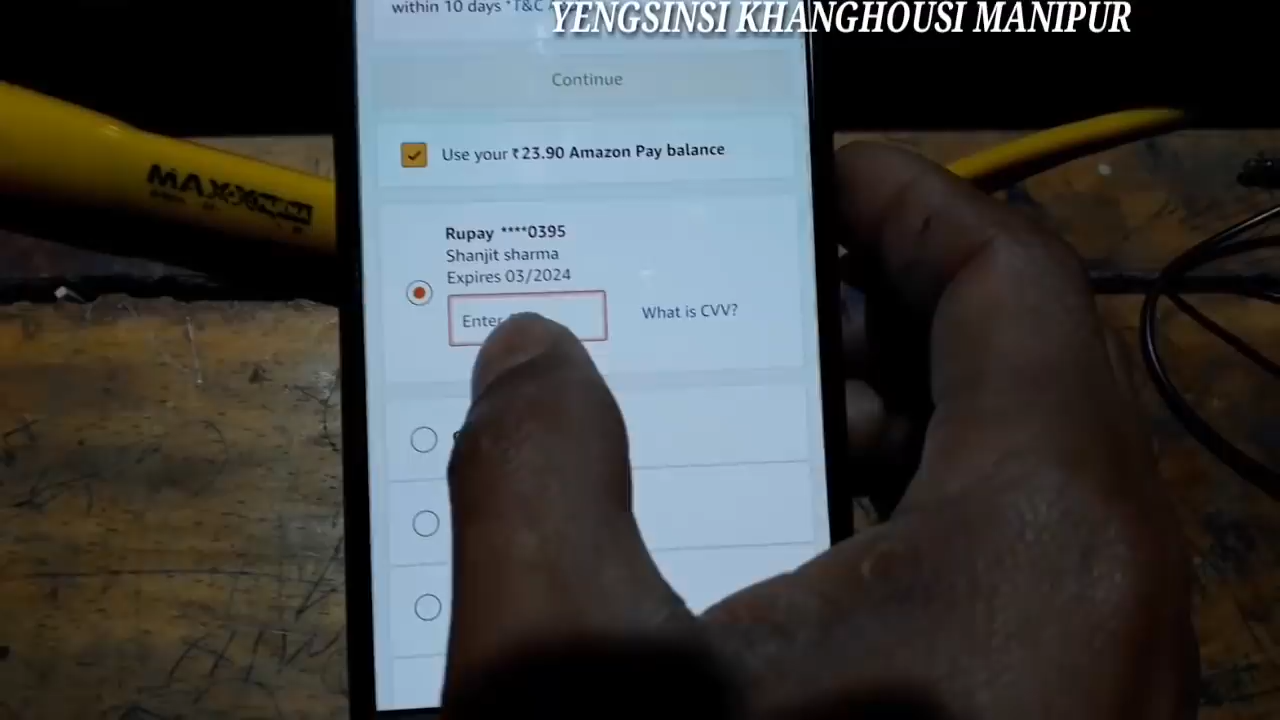 within 10 days *T&C
YENGSINSI KHANGHOUSI MANIPUR
Continue
Use your ₹23.90 Amazon Pay balance
MAXX
Rupay ****0395
Shanjit sharma
Expires 03/2024
Enter
What is CVV?